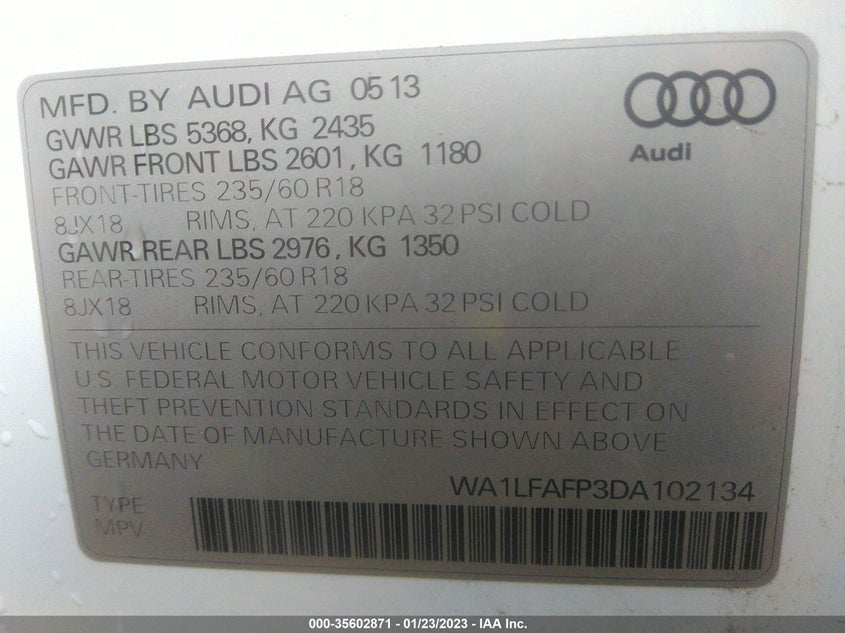 MFD. BY AUDI AG 05 13
GVWR LBS 5368, KG 2435
GAWR FRONT LBS 2601, KG 1180
FRONT-TIRES 235/60 R18
8JX18 RIMS, AT 220 KPA 32 PSI COLD
GAWR REAR LBS 2976, KG 1350
REAR-TIRES 235/60 R18
8JX18 RIMS, AT 220 KPA 32 PSI COLD
Audi
THIS VEHICLE CONFORMS TO ALL APPLICABLE
U.S. FEDERAL MOTOR VEHICLE SAFETY AND
THEFT PREVENTION STANDARDS IN EFFECT ON
THE DATE OF MANUFACTURE SHOWN ABOVE
GERMANY
WA1LFAFP3DA102134
TYPE
MPV
000-35602871 - 01/23/2023 - IAA Inc.